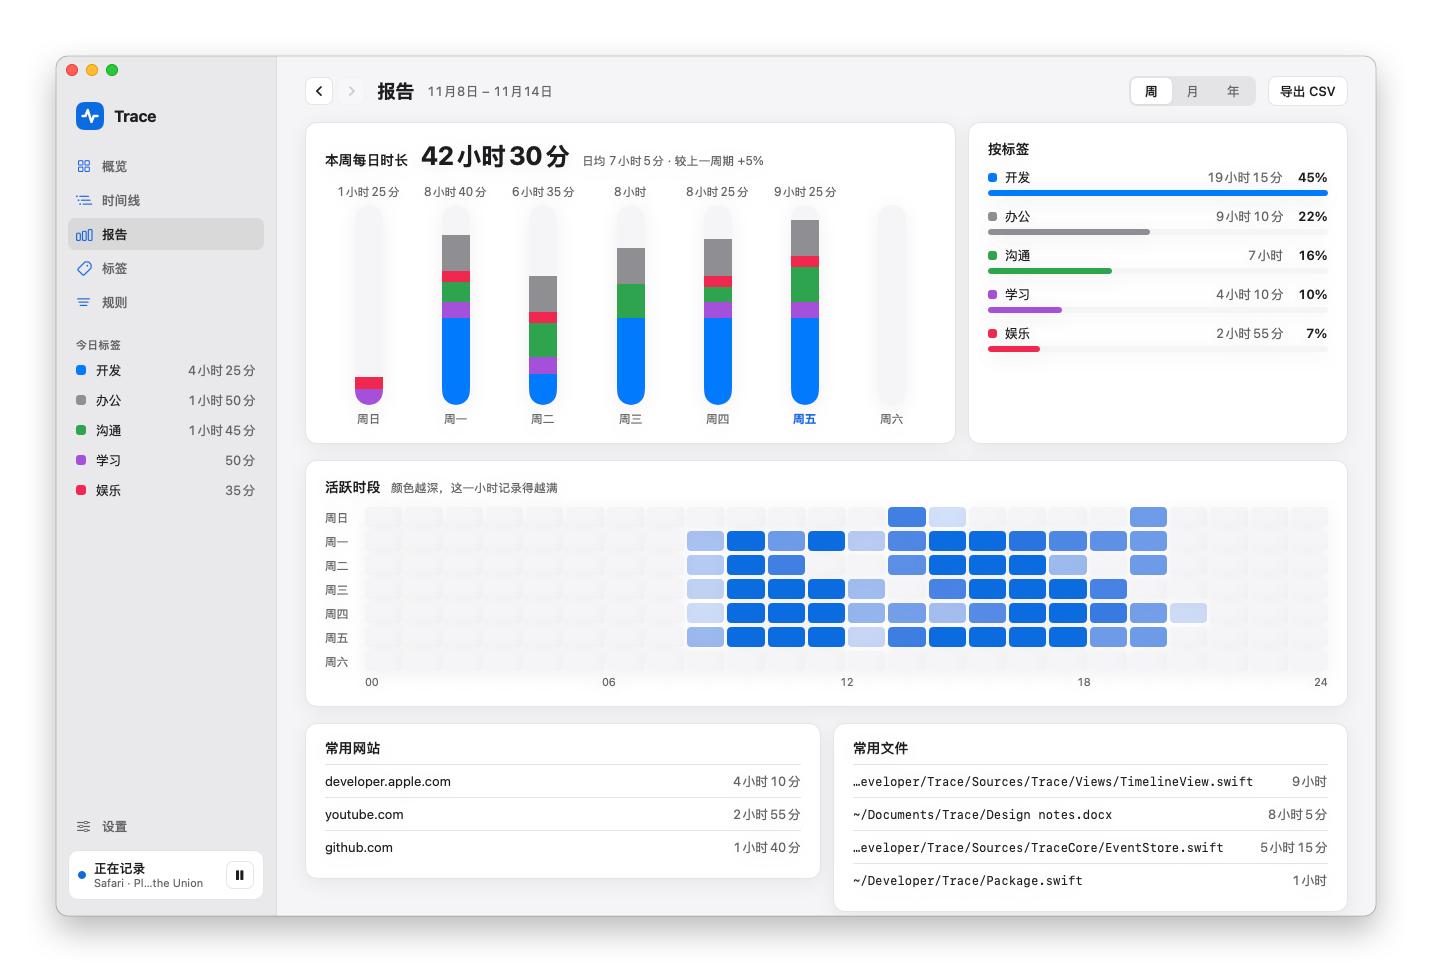 Trace
概览
时间线
报告
标签
规则
今日标签
开发 4小时25分
办公 1小时50分
沟通 1小时45分
学习 50分
娱乐 35分
设置
正在记录
Safari · Pl...the Union
报告 11月8日 – 11月14日
周 月 年 导出 CSV
本周每日时长 42小时30分 日均 7小时5分 · 较上一周期 +5%
1小时25分 8小时40分 6小时35分 8小时 8小时25分 9小时25分
周日 周一 周二 周三 周四 周五 周六
按标签
开发 19小时15分 45%
办公 9小时10分 22%
沟通 7小时 16%
学习 4小时10分 10%
娱乐 2小时55分 7%
活跃时段 颜色越深，这一小时记录得越满
周日
周一
周二
周三
周四
周五
周六
00 06 12 18 24
常用网站
developer.apple.com 4小时10分
youtube.com 2小时55分
github.com 1小时40分
常用文件
…eveloper/Trace/Sources/Trace/Views/TimelineView.swift 9小时
~/Documents/Trace/Design notes.docx 8小时5分
…eveloper/Trace/Sources/TraceCore/EventStore.swift 5小时15分
~/Developer/Trace/Package.swift 1小时